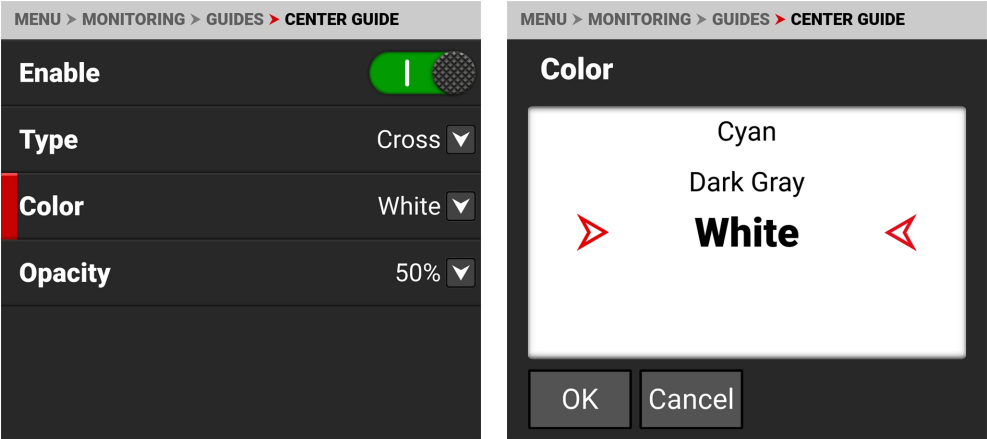 MENU > MONITORING > GUIDES > CENTER GUIDE
Enable
Type Cross
Color White
Opacity 50%
MENU > MONITORING > GUIDES > CENTER GUIDE
Color
Cyan
Dark Gray
White
OK Cancel